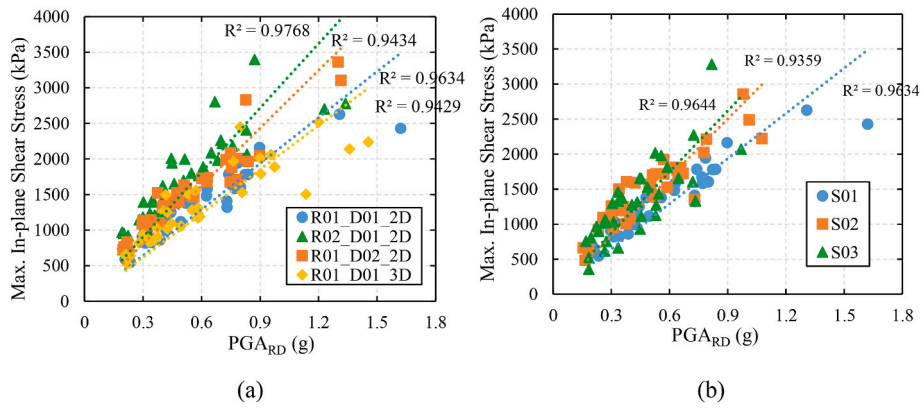 (a)
Max. In-plane Shear Stress (kPa)
4000
3500
3000
2500
2000
1500
1000
500
0
R² = 0.9768
R² = 0.9434
R² = 0.9634
R² = 0.9429
R01_D01_2D
R02_D01_2D
R01_D02_2D
R01_D01_3D
0 0.3 0.6 0.9 1.2 1.5 1.8
PGARD (g)
(a)
(b)
Max. In-plane Shear Stress (kPa)
4000
3500
3000
2500
2000
1500
1000
500
0
R² = 0.9359
R² = 0.9644
R² = 0.9634
S01
S02
S03
0 0.3 0.6 0.9 1.2 1.5 1.8
PGARD (g)
(b)